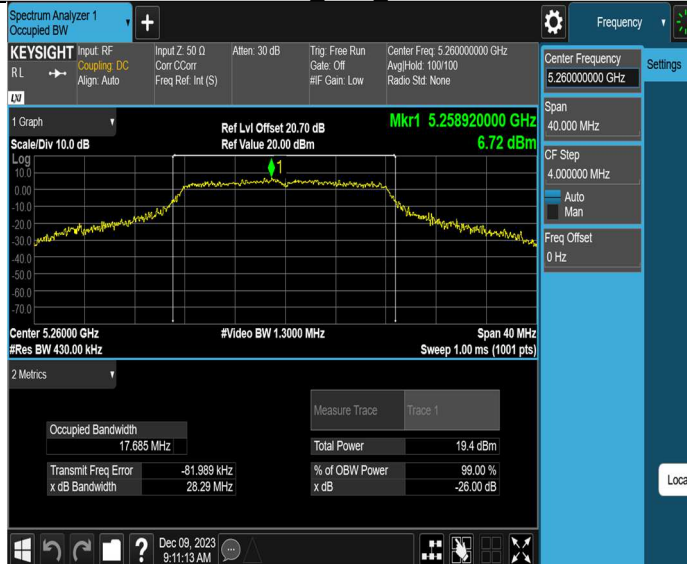 Spectrum Analyzer 1
Occupied BW
+
Frequency
KEYSIGHT
RL
LXI
Input: RF
Coupling: DC
Align: Auto
Input Z: 50 Ω
Corr CCorr
Freq Ref: Int (S)
Atten: 30 dB
Trig: Free Run
Gate: Off
#IF Gain: Low
Center Freq: 5.260000000 GHz
Avg|Hold: 100/100
Radio Std: None
Center Frequency
5.260000000 GHz
Settings
Span
40.000 MHz
CF Step
4.000000 MHz
Auto
Man
Freq Offset
0 Hz
1 Graph
Scale/Div 10.0 dB
Ref Lvl Offset 20.70 dB
Ref Value 20.00 dBm
Mkr1 5.258920000 GHz
6.72 dBm
Log
10.0
0.00
-10.0
-20.0
-30.0
-40.0
-50.0
-60.0
-70.0
1
Center 5.26000 GHz
#Res BW 430.00 kHz
#Video BW 1.3000 MHz
Span 40 MHz
Sweep 1.00 ms (1001 pts)
2 Metrics
Measure Trace
Trace 1
Occupied Bandwidth
17.685 MHz
Total Power
19.4 dBm
Transmit Freq Error
-81.989 kHz
% of OBW Power
99.00 %
x dB Bandwidth
28.29 MHz
x dB
-26.00 dB
Loca
?
Dec 09, 2023
9:11:13 AM